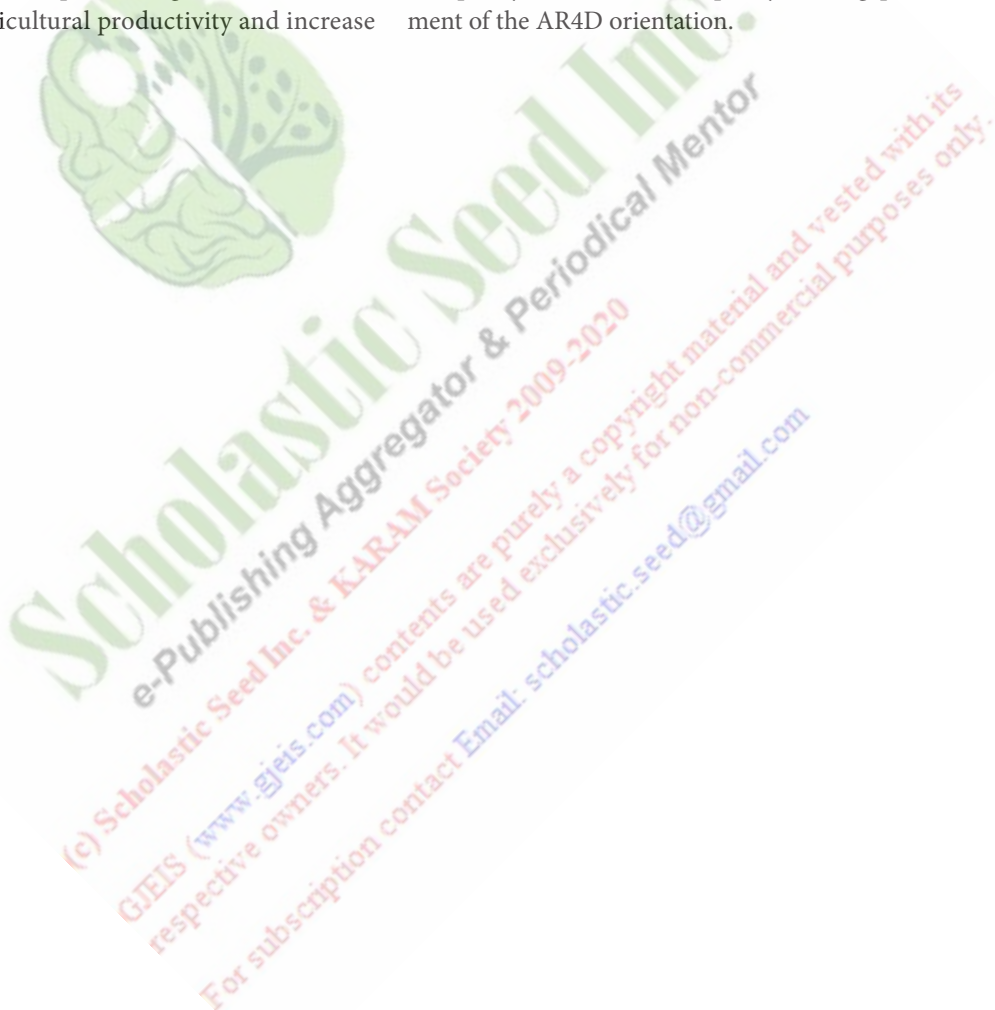 icultural productivity and increase
ment of the AR4D orientation.
Scholastic Seed Inc.
e-Publishing Aggregator & Periodical Mentor
(c) Scholastic Seed Inc. & KARAM Society 2009-2020
GJEIS (www.gjeis.com) contents are purely a copyright material and vested with its
respective owners. It would be used exclusively for non-commercial purposes only.
For subscription contact Email: scholastic.seed@gmail.com